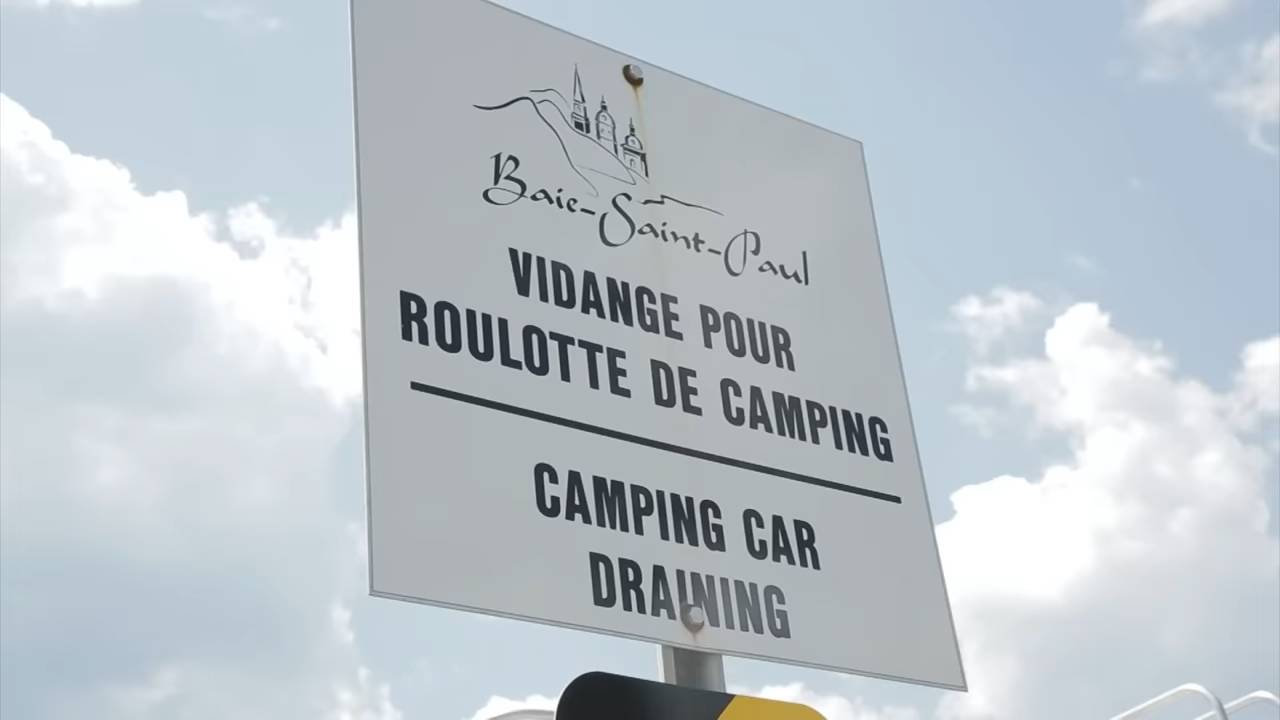 Baie-Saint-Paul
VIDANGE POUR
ROULOTTE DE CAMPING
CAMPING CAR
DRAINING